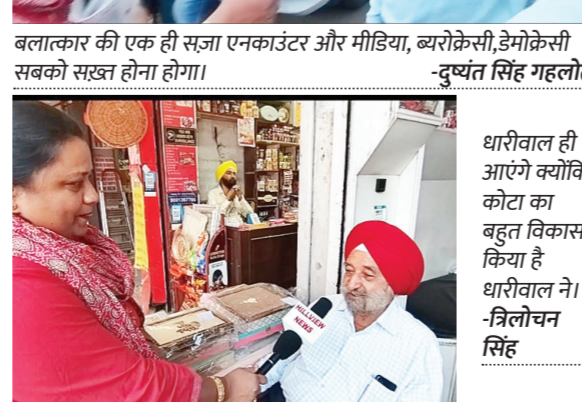 बलात्कार की एक ही सज़ा एनकाउंटर और मीडिया, ब्यरोक्रेसी,डेमोक्रेसी
सबको सख़्त होना होगा।
-दुष्यंत सिंह गहलो
धारीवाल ही
आएंगे क्योंकि
कोटा का
बहुत विकास
किया है
धारीवाल ने।
-त्रिलोचन
सिंह
HILLVIEW
NEWS